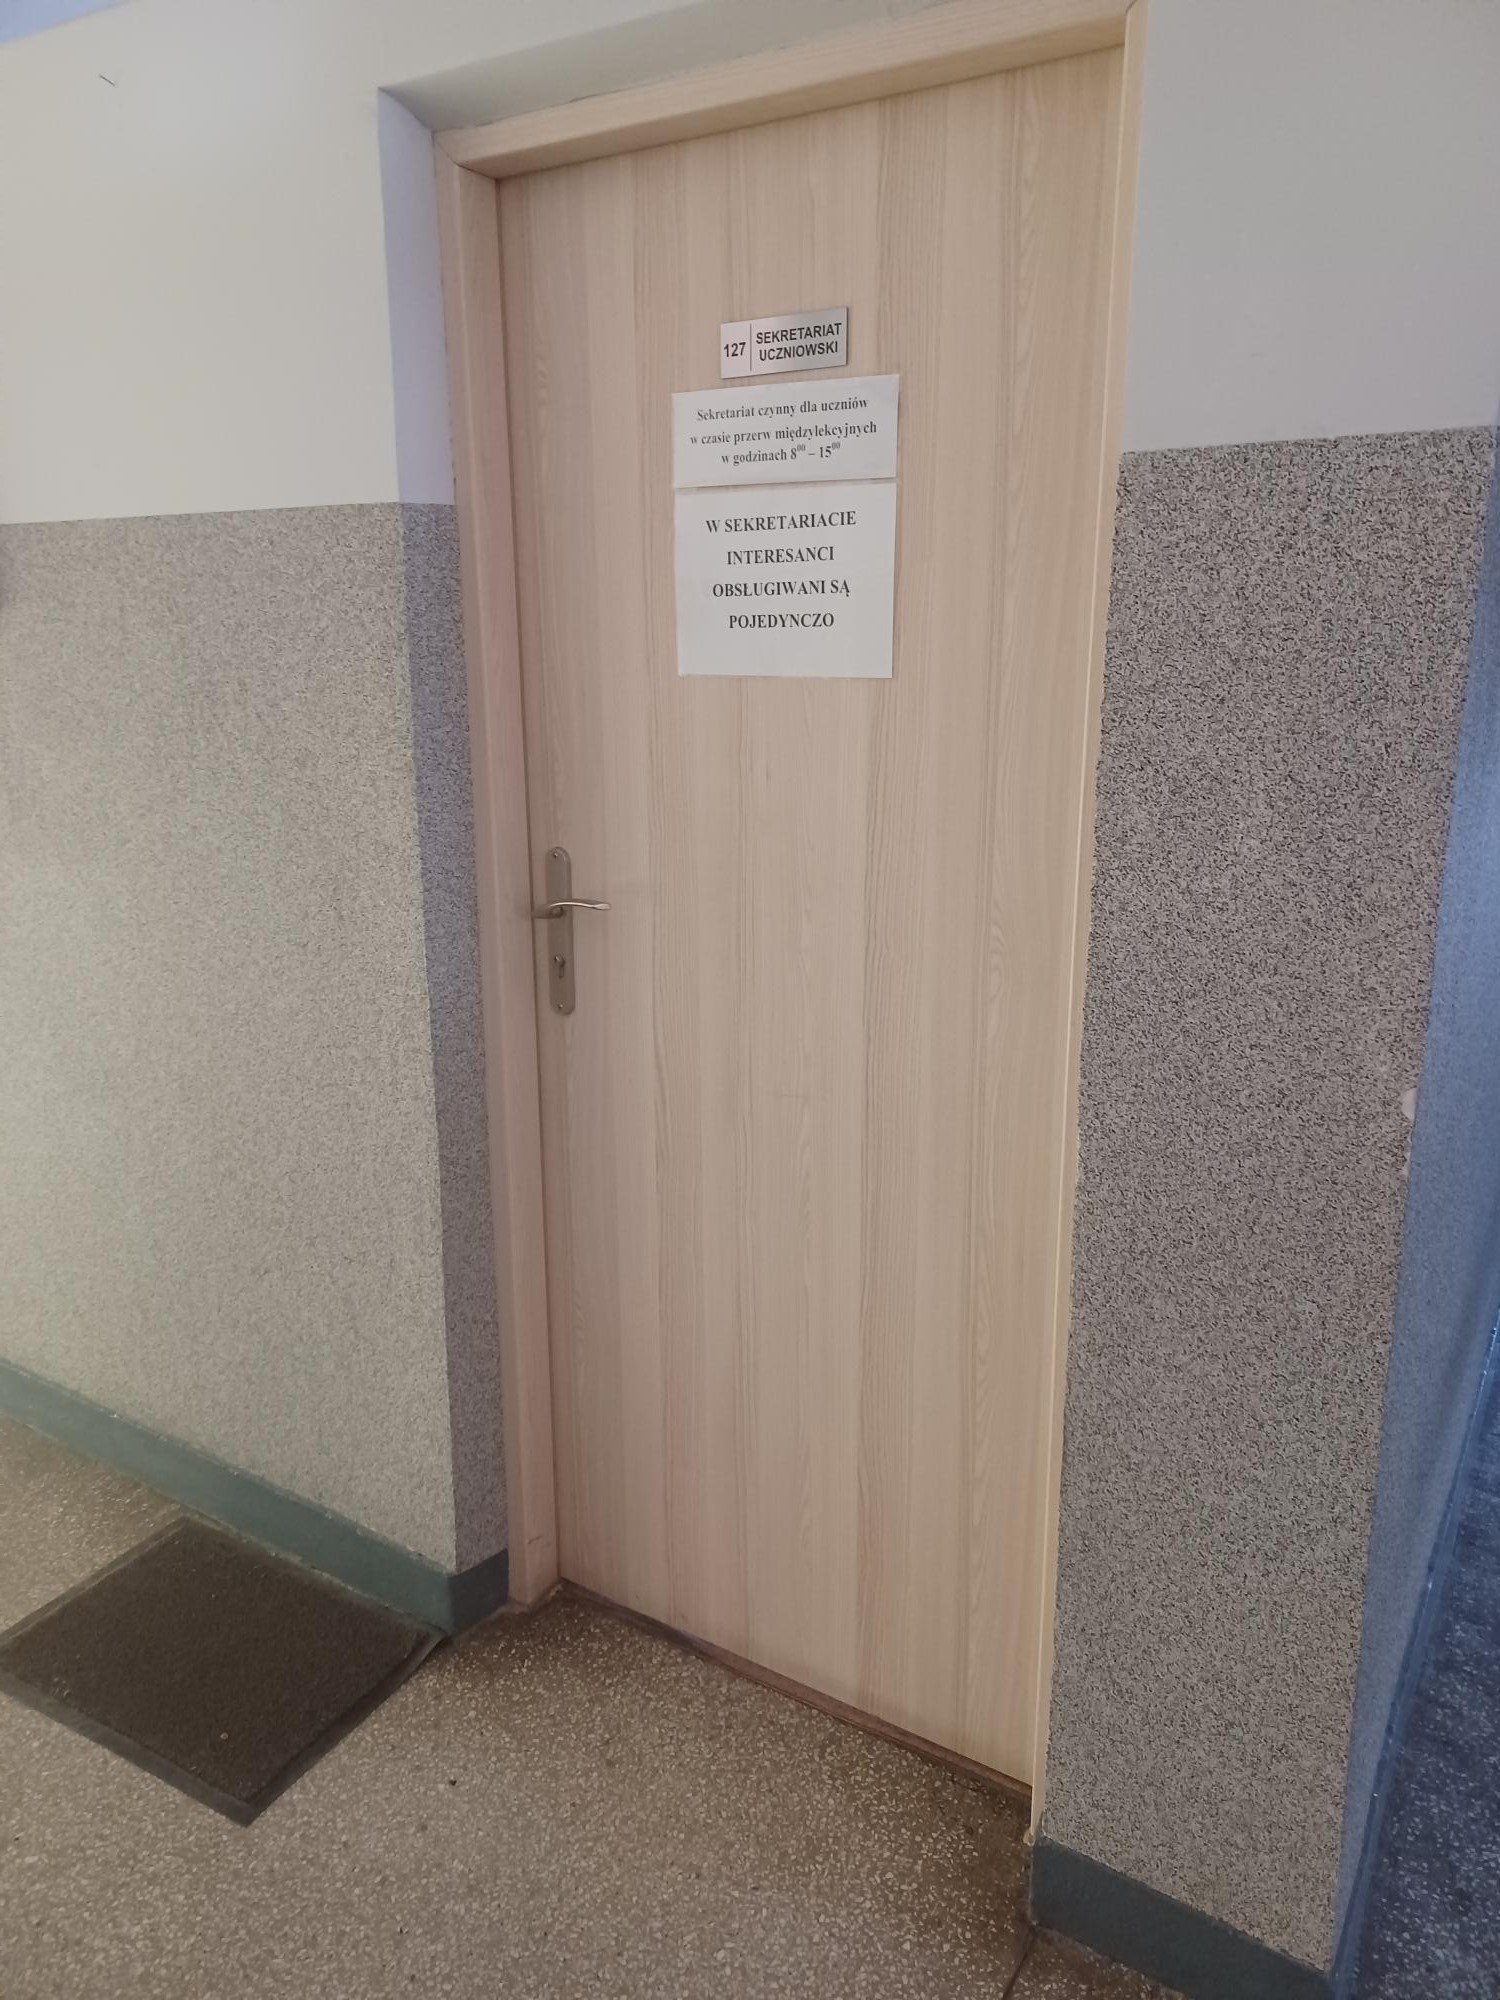 127 SEKRETARIAT
UCZNIOWSKI
Sekretariat czynny dla uczniów
w czasie przerw międzylekcyjnych
w godzinach 8⁰⁰ – 15⁰⁰
W SEKRETARIACIE
INTERESANCI
OBSŁUGIWANI SĄ
POJEDYNCZO